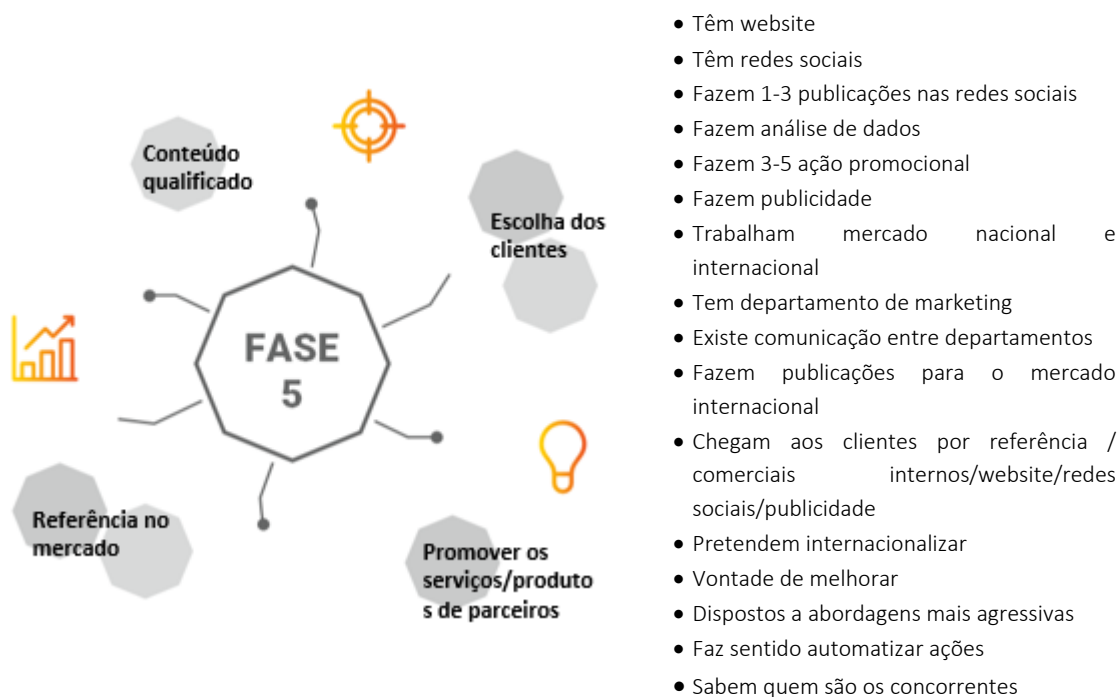 Conteúdo
qualificado
Escolha dos
clientes
FASE
5
Referência no
mercado
Promover os
serviços/produto
s de parceiros
• Têm website
• Têm redes sociais
• Fazem 1-3 publicações nas redes sociais
• Fazem análise de dados
• Fazem 3-5 ação promocional
• Fazem publicidade
• Trabalham mercado nacional e
internacional
• Tem departamento de marketing
• Existe comunicação entre departamentos
• Fazem publicações para o mercado
internacional
• Chegam aos clientes por referência /
comerciais internos/website/redes
sociais/publicidade
• Pretendem internacionalizar
• Vontade de melhorar
• Dispostos a abordagens mais agressivas
• Faz sentido automatizar ações
• Sabem quem são os concorrentes